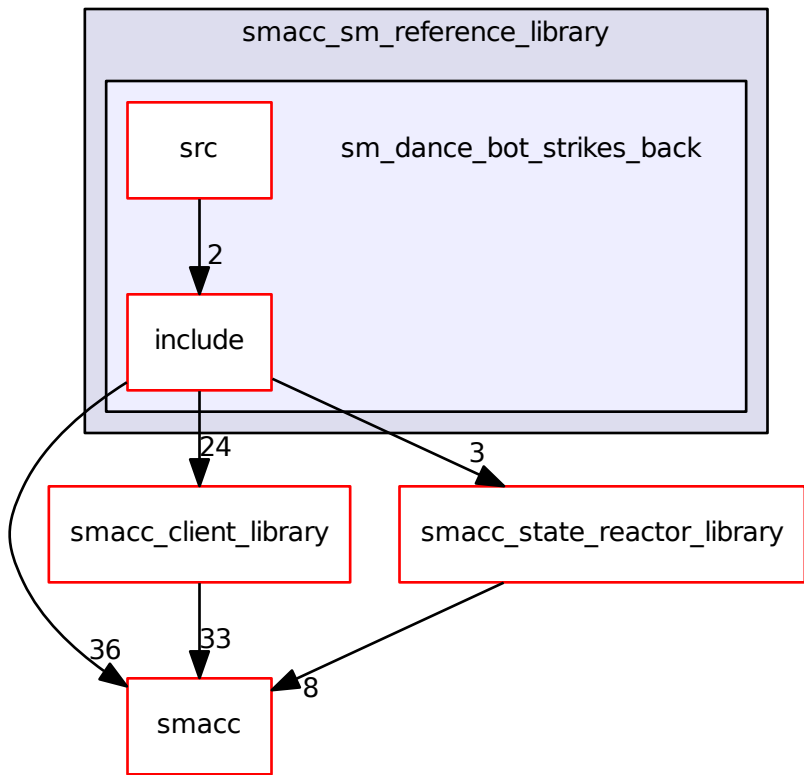 smacc_sm_reference_library
src
sm_dance_bot_strikes_back
2
include
24
3
smacc_client_library
smacc_state_reactor_library
36
33
8
smacc